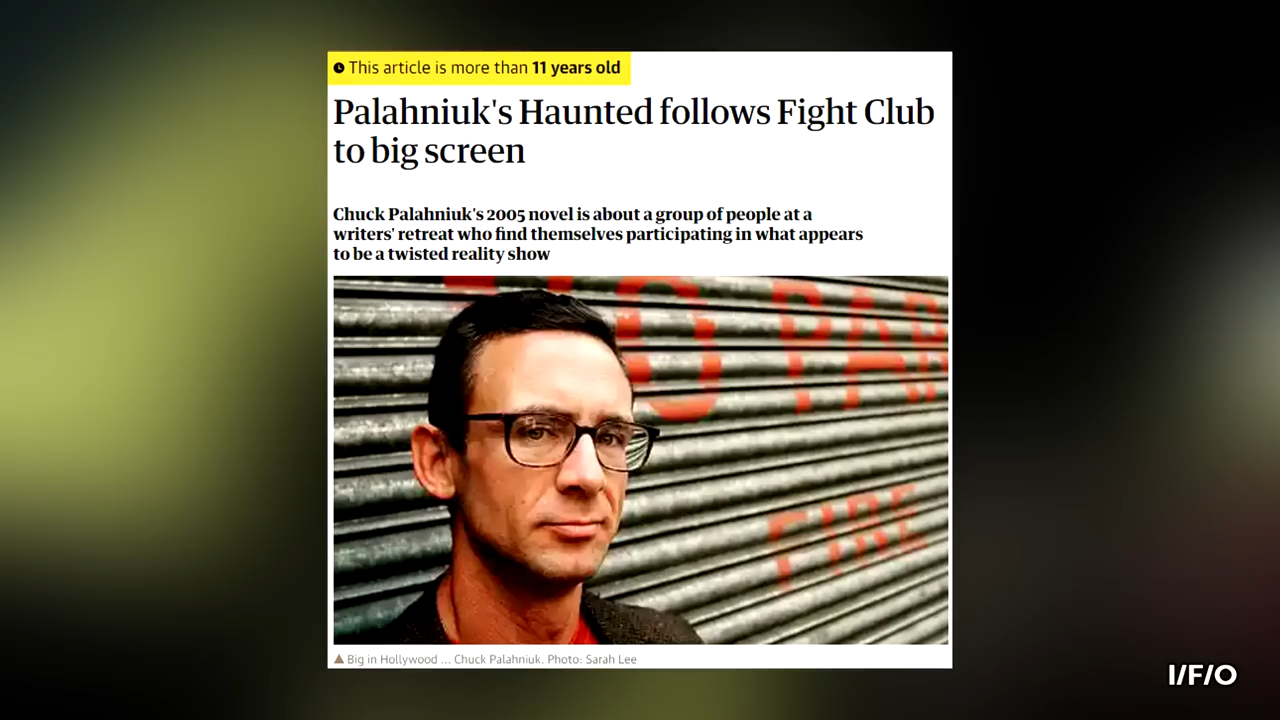 This article is more than 11 years old
Palahniuk's Haunted follows Fight Club
to big screen
Chuck Palahniuk's 2005 novel is about a group of people at a
writers' retreat who find themselves participating in what appears
to be a twisted reality show
NO PAR
FIRE
Big in Hollywood ... Chuck Palahniuk. Photo: Sarah Lee
I/F/O